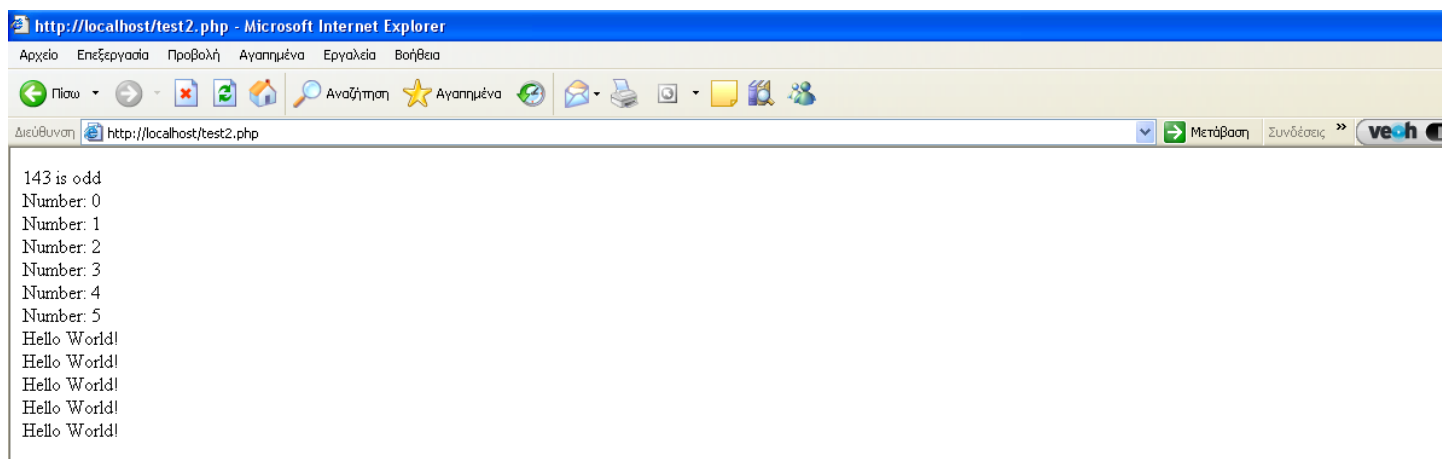 http://localhost/test2.php - Microsoft Internet Explorer
Αρχείο Επεξεργασία Προβολή Αγαπημένα Εργαλεία Βοήθεια
Πίσω Αναζήτηση Αγαπημένα
Διεύθυνση http://localhost/test2.php Μετάβαση Συνδέσεις » veoh
143 is odd
Number: 0
Number: 1
Number: 2
Number: 3
Number: 4
Number: 5
Hello World!
Hello World!
Hello World!
Hello World!
Hello World!